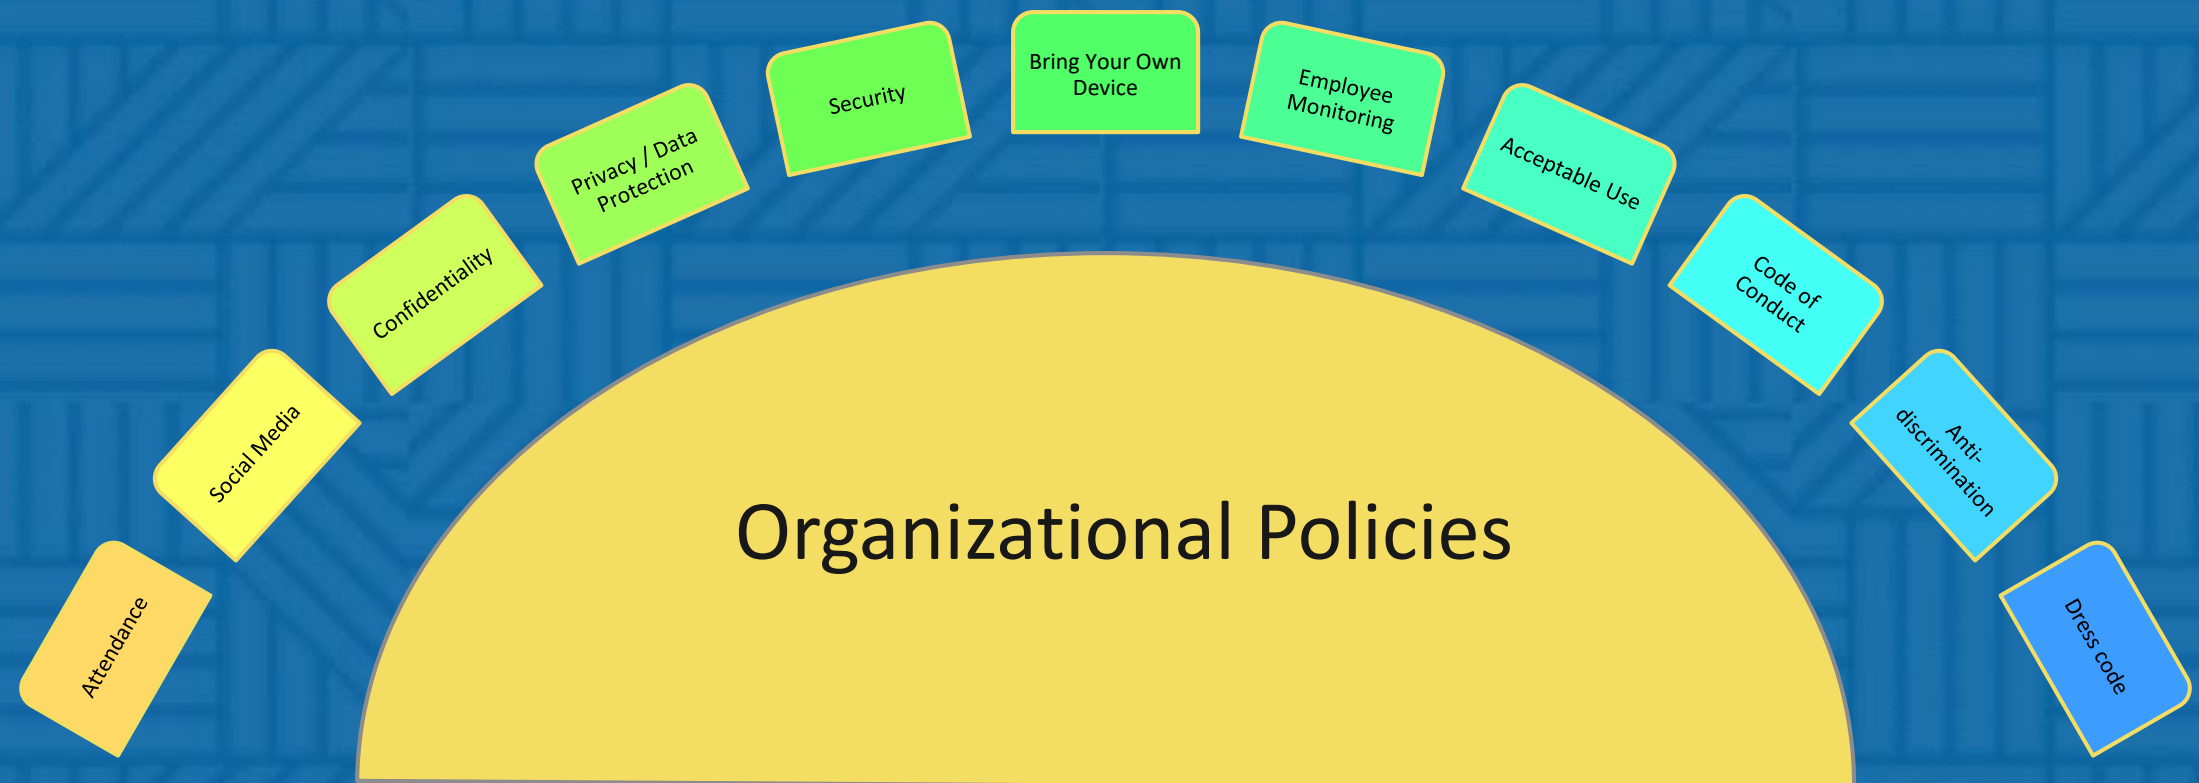 Attendance
Social Media
Confidentiality
Privacy / Data
Protection
Security
Bring Your Own
Device
Employee
Monitoring
Acceptable Use
Code of
Conduct
Anti-
discrimination
Dress code
Organizational Policies